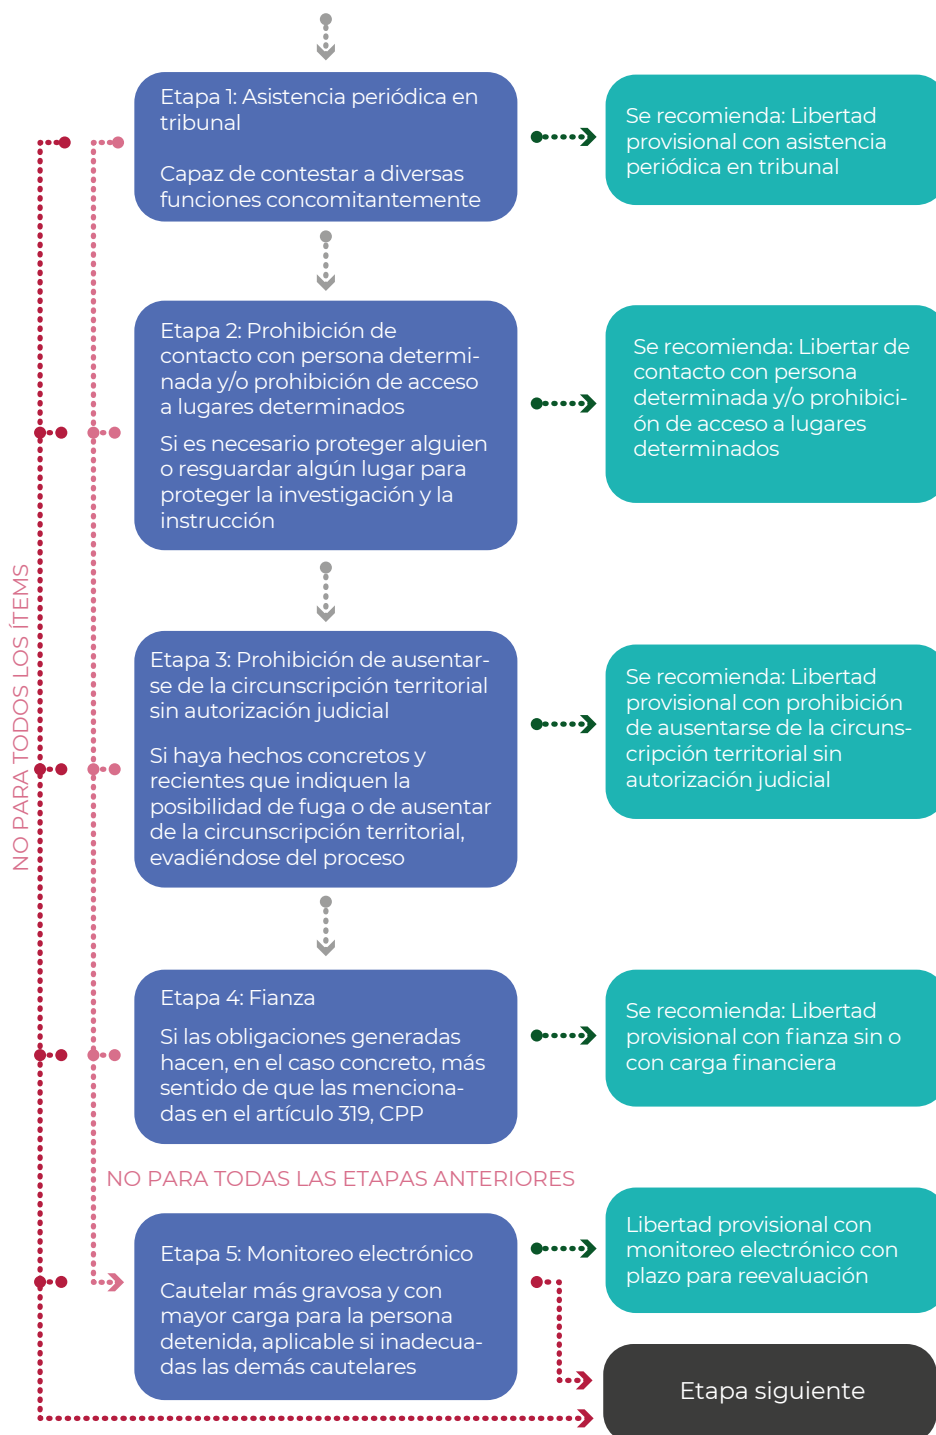 Etapa 1: Asistencia periódica en
tribunal
Capaz de contestar a diversas
funciones concomitantemente
Se recomienda: Libertad
provisional con asistencia
periódica en tribunal
Etapa 2: Prohibición de
contacto con persona determi-
nada y/o prohibición de acceso
a lugares determinados
Si es necesario proteger alguien
o resguardar algún lugar para
proteger la investigación y la
instrucción
Se recomienda: Libertar de
contacto con persona
determinada y/o prohibici-
ón de acceso a lugares
determinados
NO PARA TODOS LOS ÍTEMS
Etapa 3: Prohibición de ausentar-
se de la circunscripción territorial
sin autorización judicial
Si haya hechos concretos y
recientes que indiquen la
posibilidad de fuga o de ausentar
de la circunscripción territorial,
evadiéndose del proceso
Se recomienda: Libertad
provisional con prohibición
de ausentarse de la circuns-
cripción territorial sin
autorización judicial
Etapa 4: Fianza
Si las obligaciones generadas
hacen, en el caso concreto, más
sentido de que las menciona-
das en el artículo 319, CPP
Se recomienda: Libertad
provisional con fianza sin o
con carga financiera
NO PARA TODAS LAS ETAPAS ANTERIORES
Etapa 5: Monitoreo electrónico
Cautelar más gravosa y con
mayor carga para la persona
detenida, aplicable si inadecua-
das las demás cautelares
Libertad provisional con
monitoreo electrónico con
plazo para reevaluación
Etapa siguiente